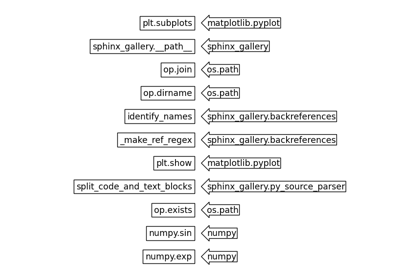 plt.subplots matplotlib.pyplot
sphinx_gallery.__path__ sphinx_gallery
op.join os.path
op.dirname os.path
identify_names sphinx_gallery.backreferences
_make_ref_regex sphinx_gallery.backreferences
plt.show matplotlib.pyplot
split_code_and_text_blocks sphinx_gallery.py_source_parser
op.exists os.path
numpy.sin numpy
numpy.exp numpy